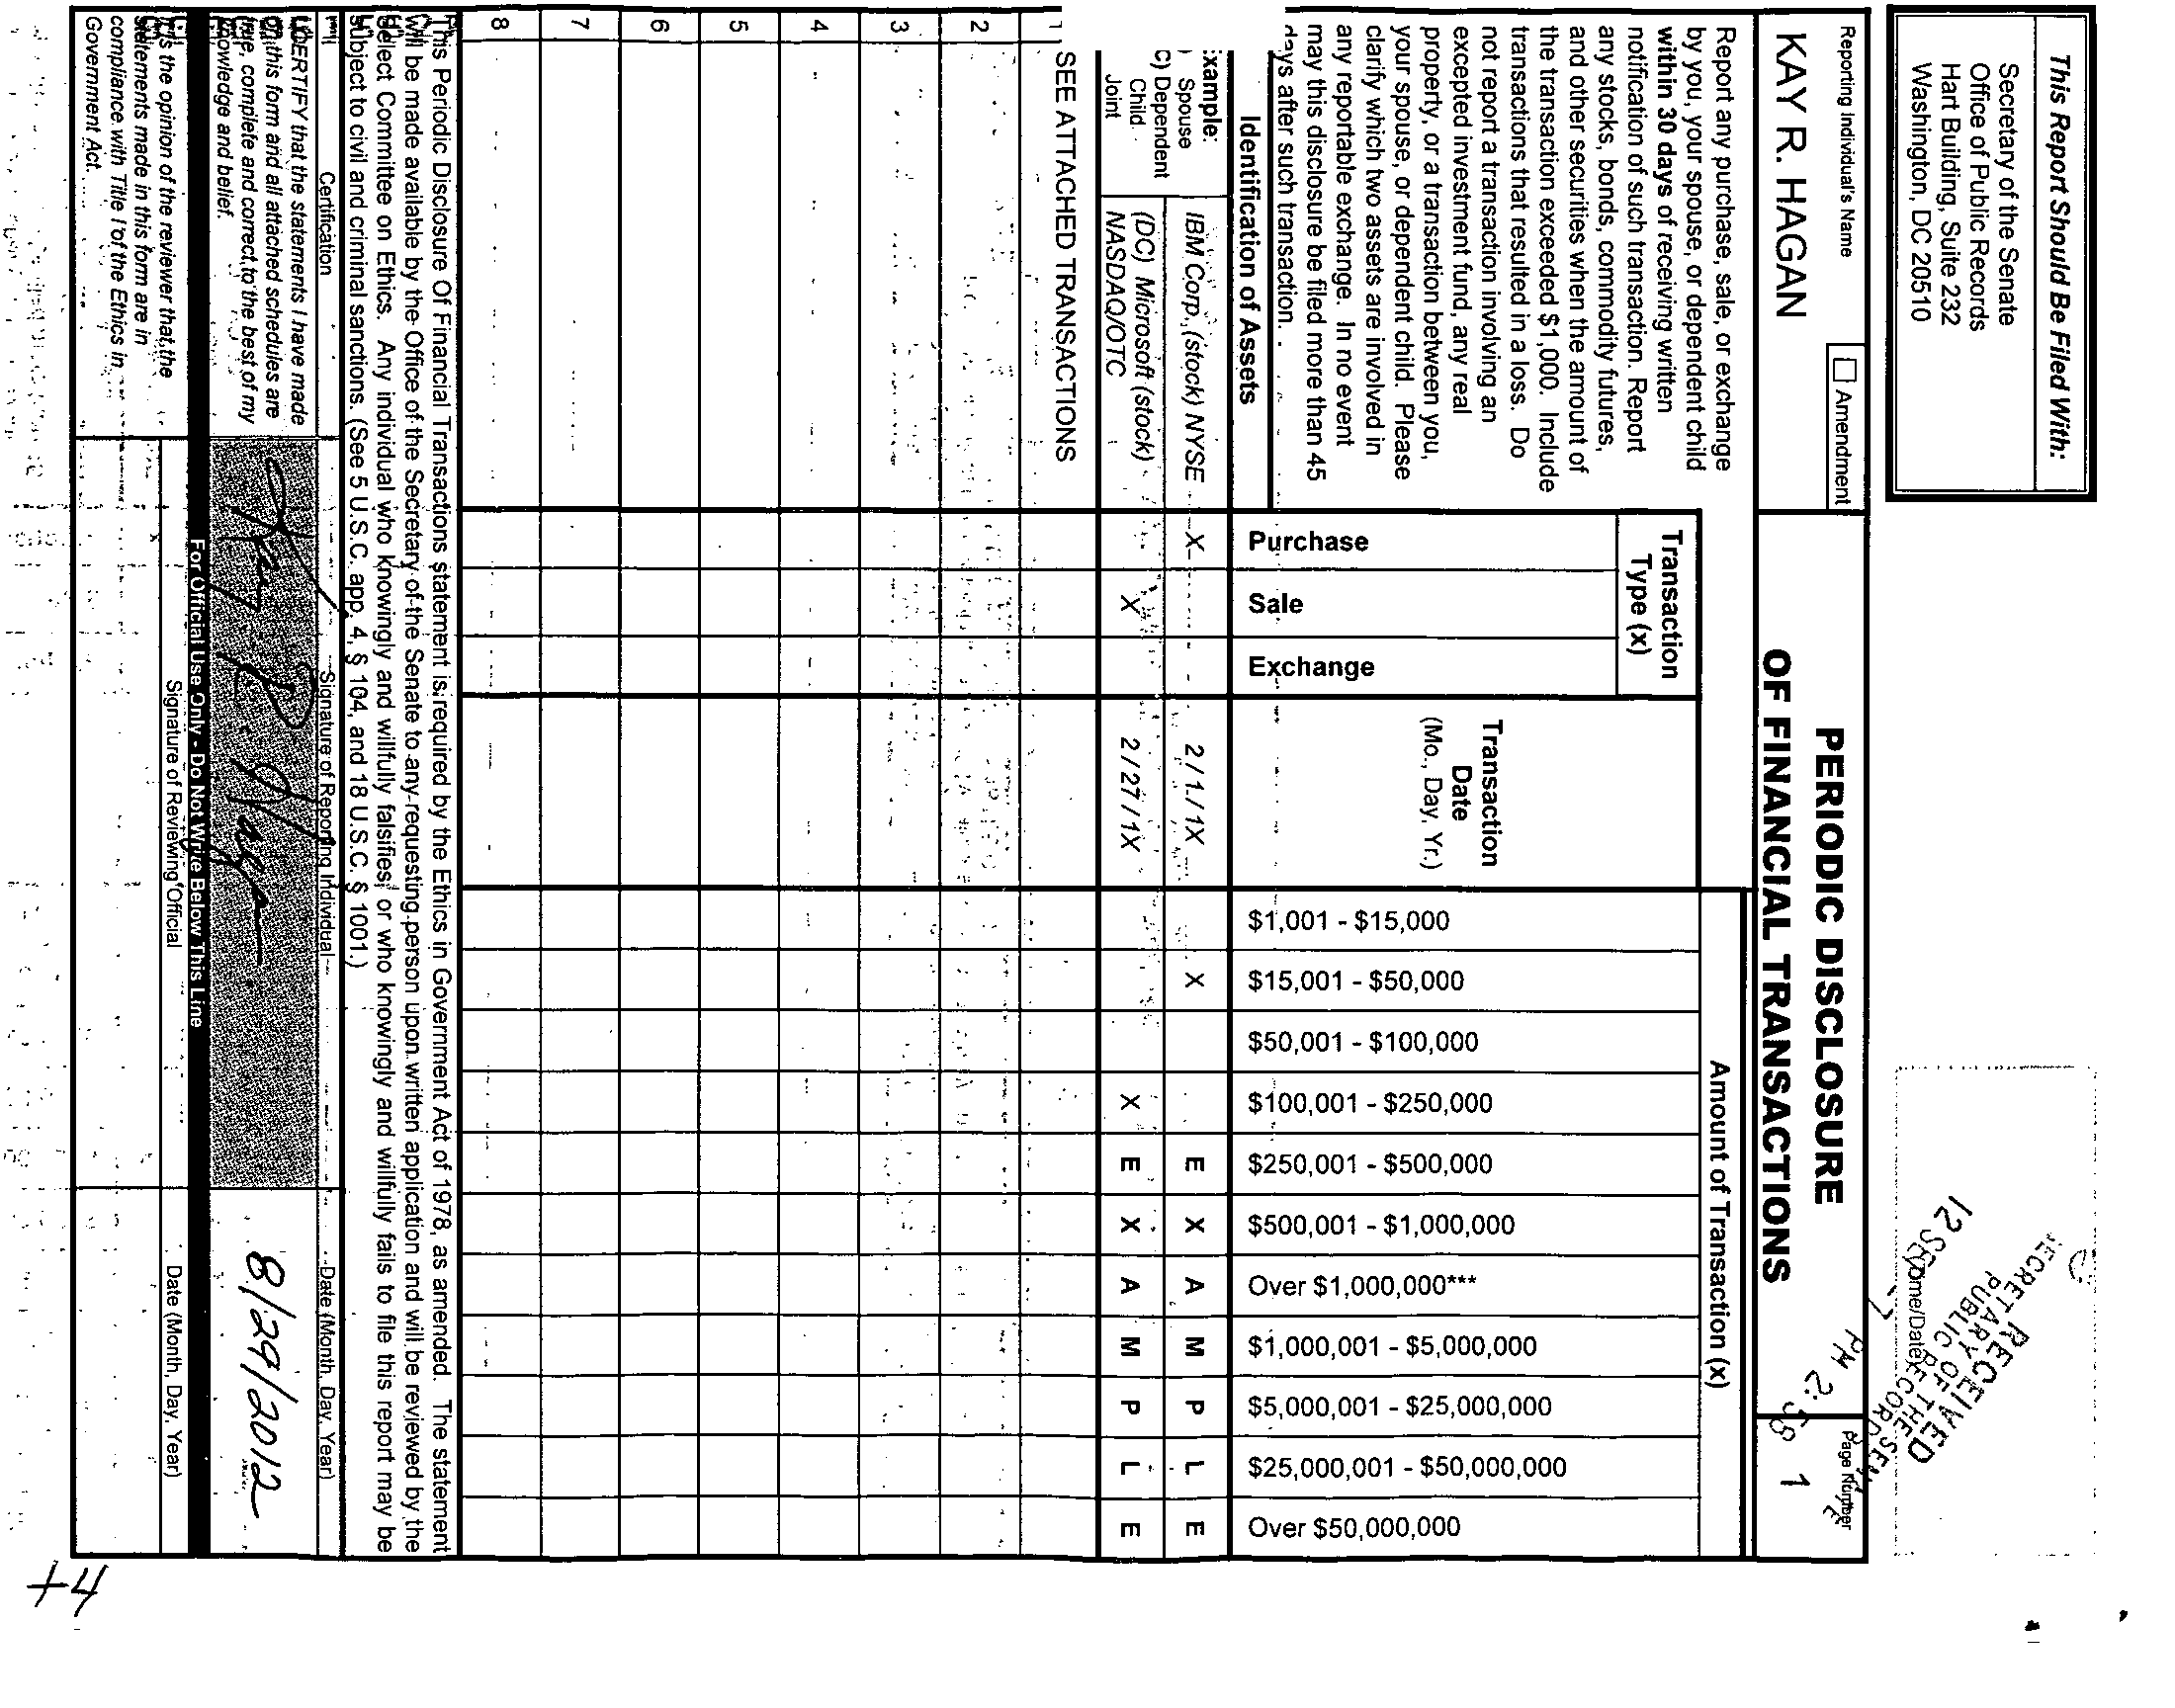 This Report Should Be Filed With:
Secretary of the Senate
Office of Public Records
Hart Building, Suite 232
Washington, DC 20510
RECEIVED
SECRETARY OF THE
PUBLIC RECORDS
12 SEP
PM 2:58
Reporting Individual's Name
Amendment
KAY R. HAGAN
PERIODIC DISCLOSURE
OF FINANCIAL TRANSACTIONS
Page Number
1
Report any purchase, sale, or exchange
by you, your spouse, or dependent child
within 30 days of receiving written
notification of such transaction. Report
any stocks, bonds, commodity futures,
and other securities when the amount of
the transaction exceeded $1,000. Include
transactions that resulted in a loss. Do
not report a transaction involving an
excepted investment fund, any real
property, or a transaction between you,
your spouse, or dependent child. Please
clarify which two assets are involved in
any reportable exchange. In no event
may this disclosure be filed more than 45
days after such transaction.
Identification of Assets
Transaction
Type (x)
Purchase
Sale
Exchange
Transaction
Date
(Mo., Day, Yr.)
Amount of Transaction (x)
$1,001 - $15,000
$15,001 - $50,000
$50,001 - $100,000
$100,001 - $250,000
$250,001 - $500,000
$500,001 - $1,000,000
Over $1,000,000***
$1,000,001 - $5,000,000
$5,000,001 - $25,000,000
$25,000,001 - $50,000,000
Over $50,000,000
xample:
) Spouse
C) Dependent
Child
Joint
IBM Corp. (stock) NYSE X 2 / 1 / 1X X E X A M P L E
(DC) Microsoft (stock)
NASDAQ/OTC X 2 / 27 / 1X X E X A M P L E
1 SEE ATTACHED TRANSACTIONS
2
3
4
5
6
7
8
This Periodic Disclosure Of Financial Transactions statement is required by the Ethics in Government Act of 1978, as amended. The statement
will be made available by the Office of the Secretary of the Senate to any requesting person upon written application and will be reviewed by the
Select Committee on Ethics. Any individual who knowingly and willfully falsifies, or who knowingly and willfully fails to file this report may be
subject to civil and criminal sanctions. (See 5 U.S.C. app. 4, § 104, and 18 U.S.C. § 1001.)
Certification
Signature of Reporting Individual
Date (Month, Day, Year)
I CERTIFY that the statements I have made
on this form and all attached schedules are
true, complete and correct to the best of my
knowledge and belief.
Kay R. Hagan
8/29/2012
For Official Use Only - Do Not Write Below This Line
It is the opinion of the reviewer that the
statements made in this form are in
compliance with Title I of the Ethics in
Government Act.
Signature of Reviewing Official
Date (Month, Day, Year)
+4